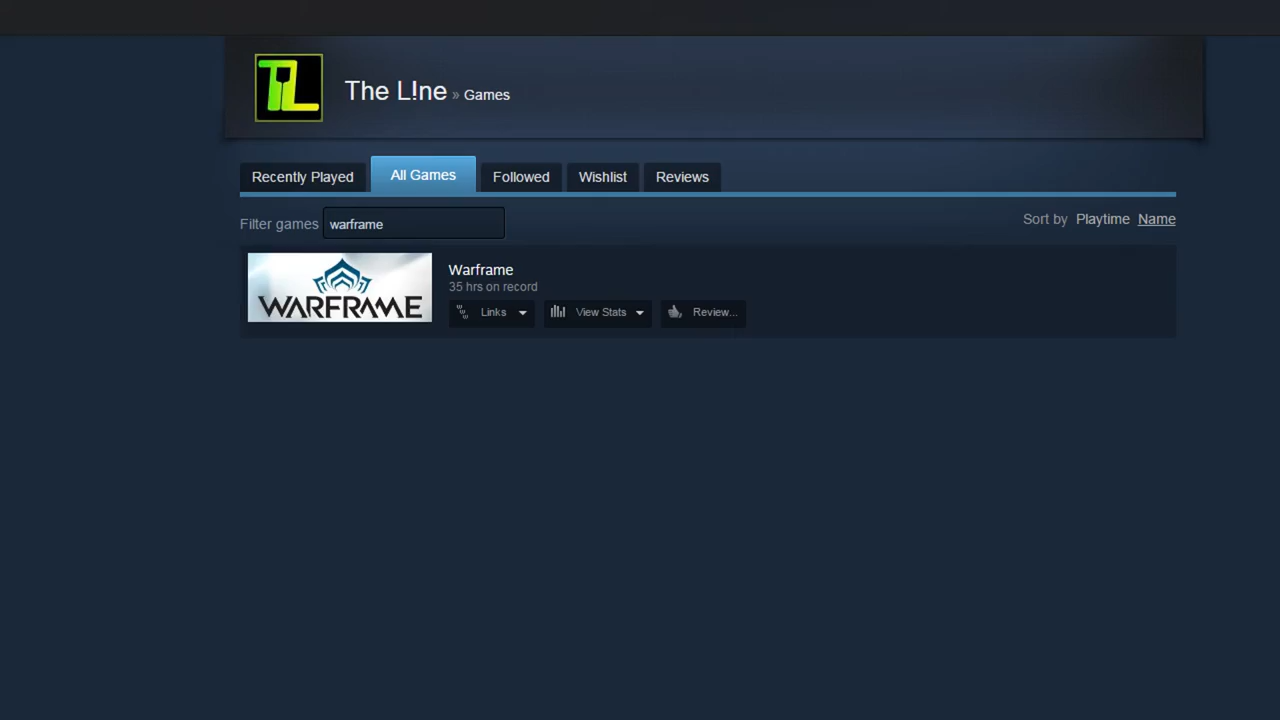 TL
The L!ne » Games
Recently Played All Games Followed Wishlist Reviews
Filter games warframe Sort by Playtime Name
WARFRAME
Warframe
35 hrs on record
Links View Stats Review...